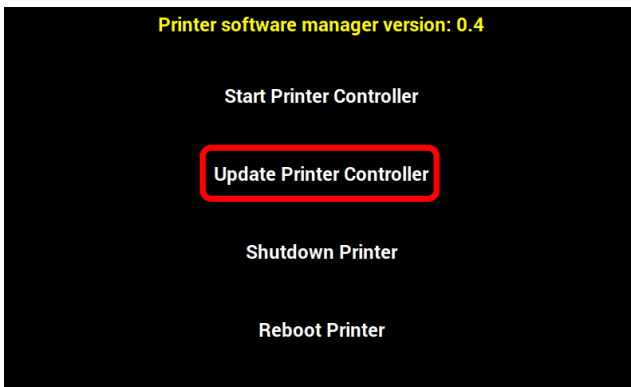 Printer software manager version: 0.4
Start Printer Controller
Update Printer Controller
Shutdown Printer
Reboot Printer